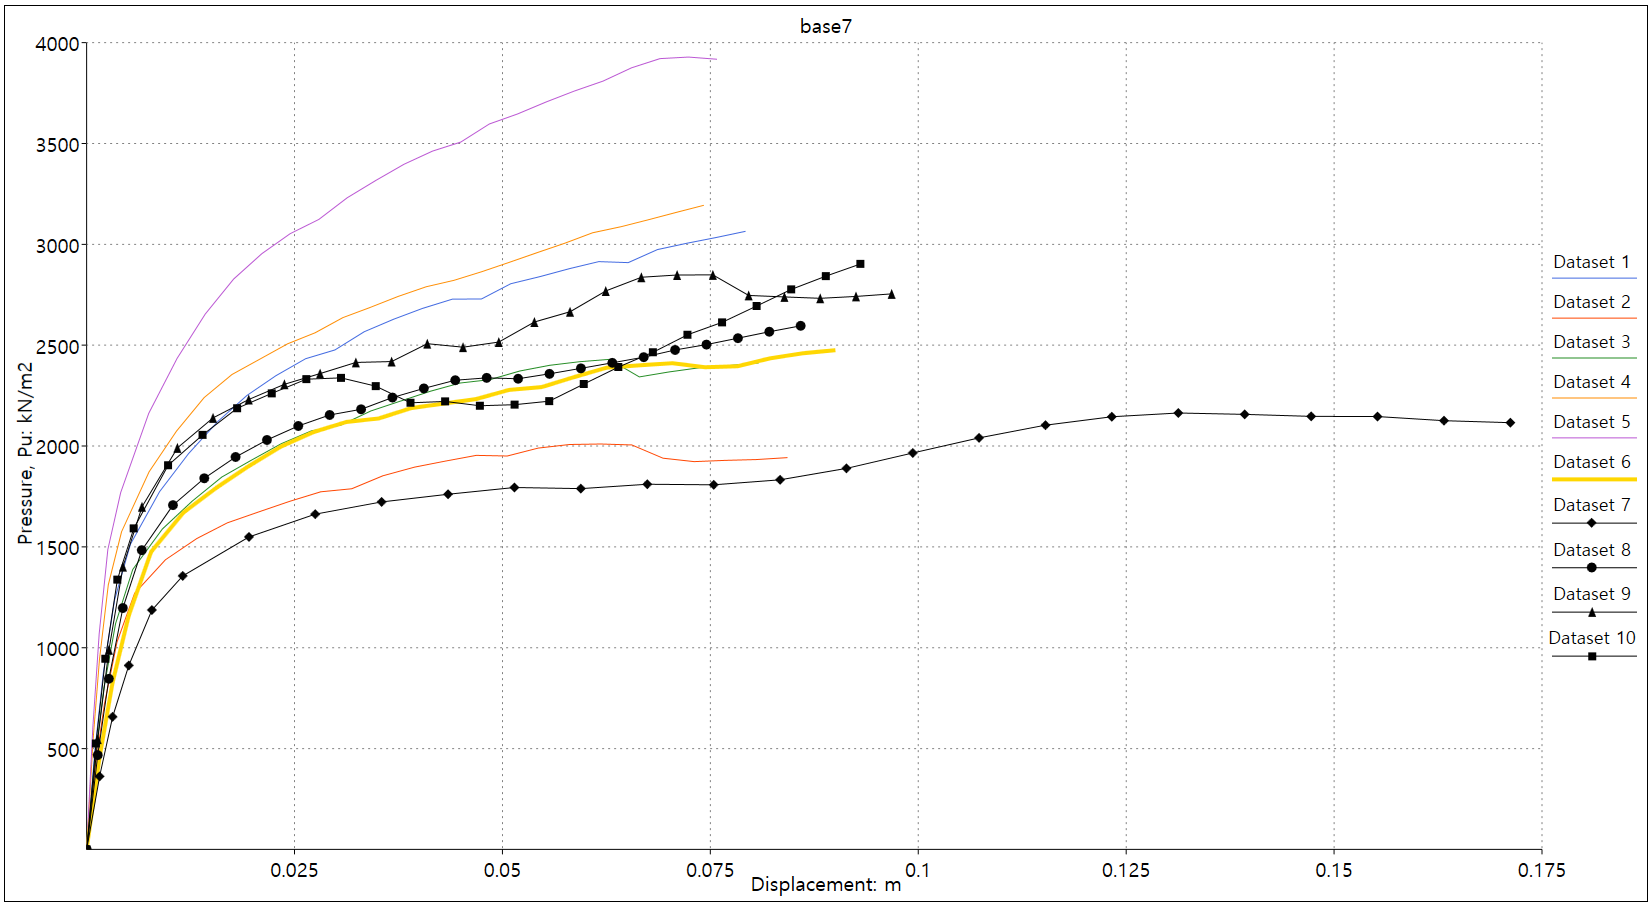 base7
4000
3500
3000
2500
2000
1500
1000
500
Pressure, Pu: kN/m2
0.025
0.05
0.075
0.1
0.125
0.15
0.175
Displacement: m
Dataset 1
Dataset 2
Dataset 3
Dataset 4
Dataset 5
Dataset 6
Dataset 7
Dataset 8
Dataset 9
Dataset 10